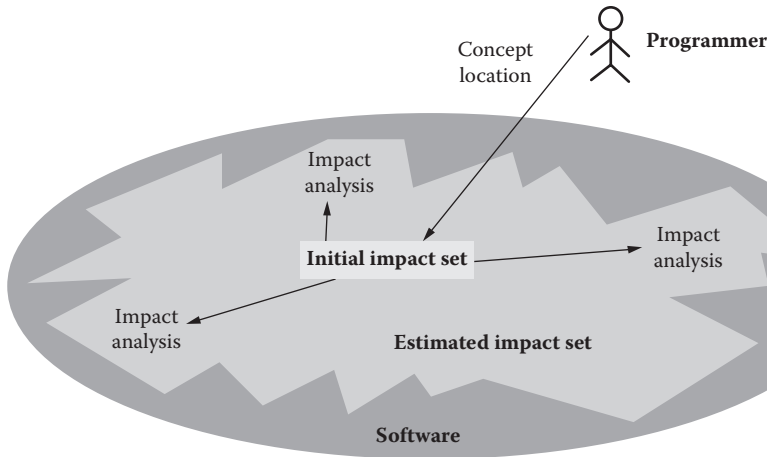 Programmer
Concept
location
Impact
analysis
Initial impact set
Impact
analysis
Impact
analysis
Estimated impact set
Software